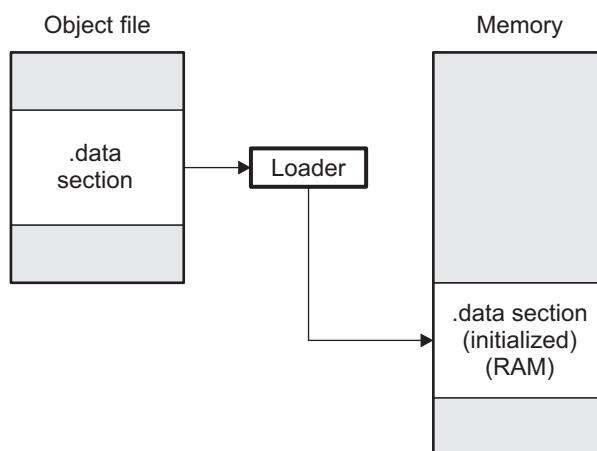 Object file
Memory
.data
section
Loader
.data section
(initialized)
(RAM)